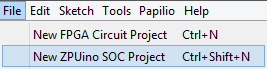 File Edit Sketch Tools Papilio Help
New FPGA Circuit Project Ctrl+N
New ZPUino SOC Project Ctrl+Shift+N